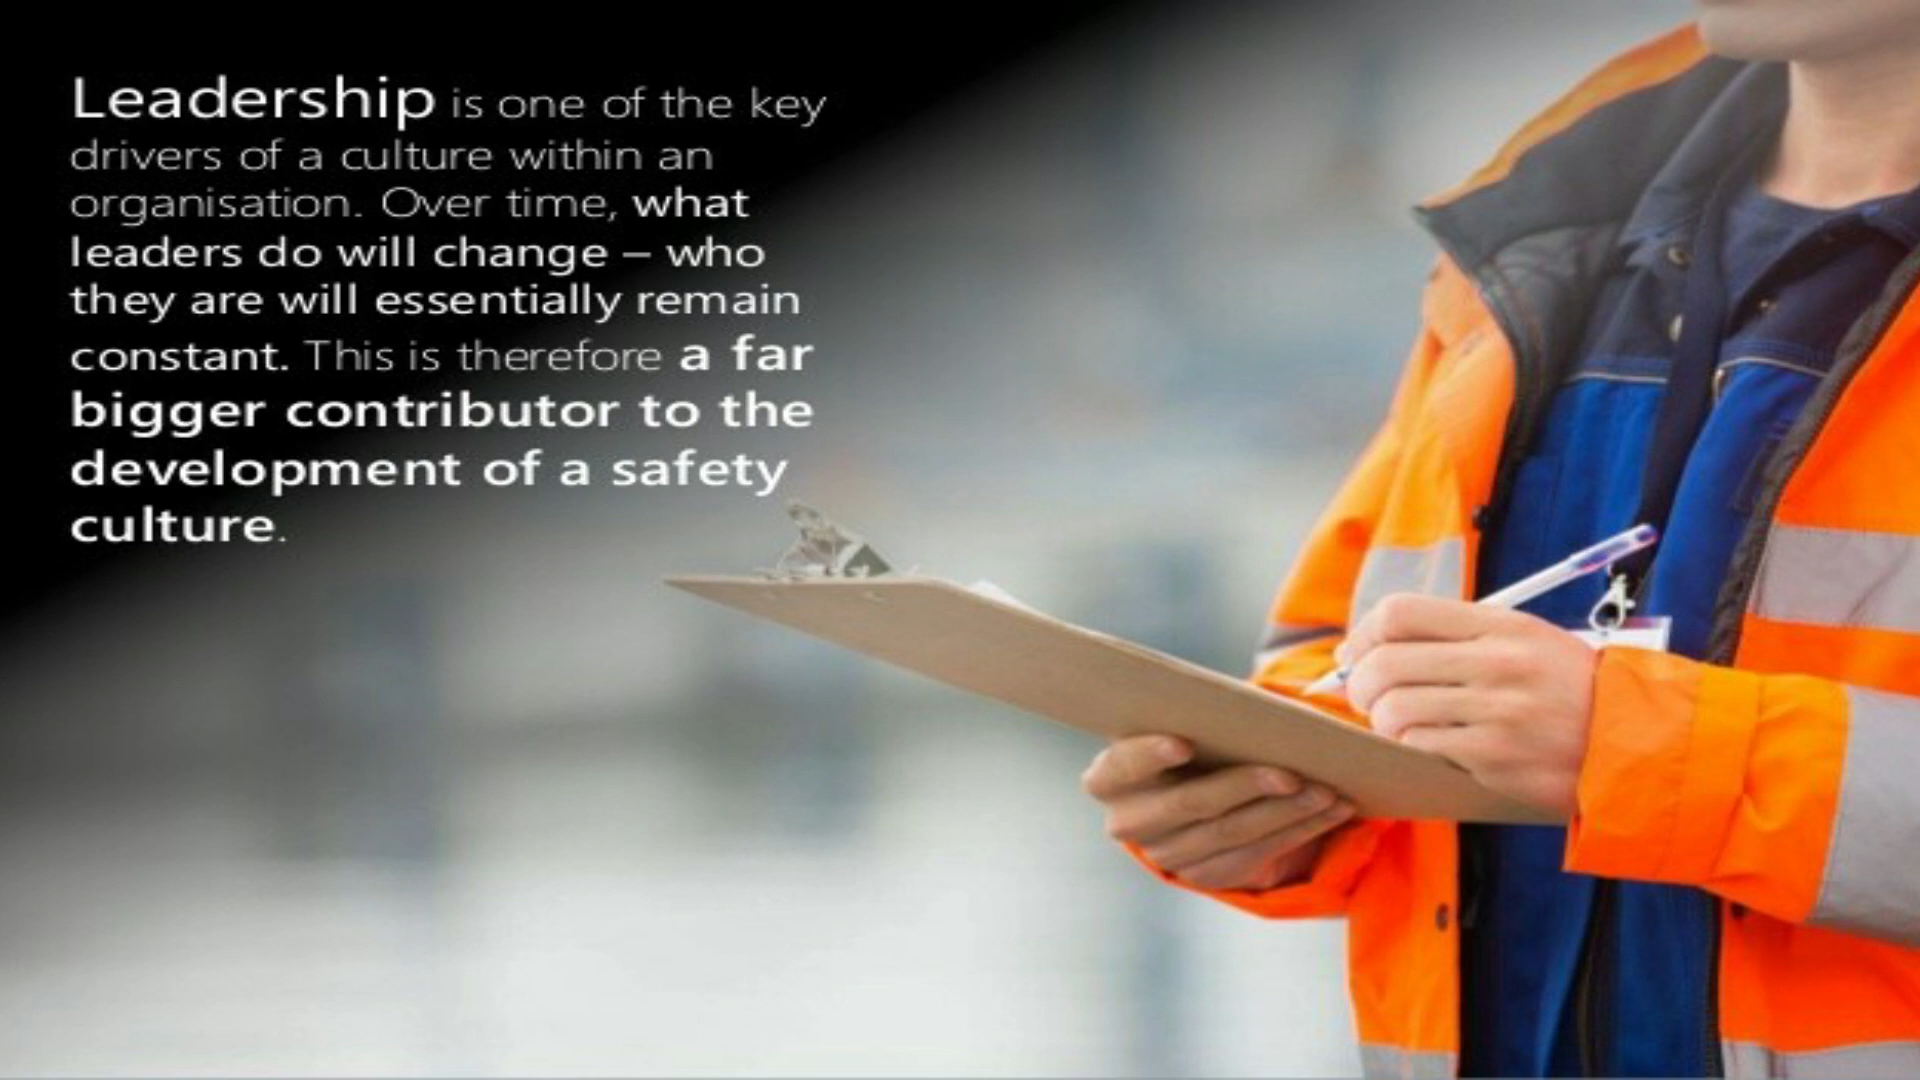 Leadership is one of the key
drivers of a culture within an
organisation. Over time, what
leaders do will change – who
they are will essentially remain
constant. This is therefore a far
bigger contributor to the
development of a safety
culture.